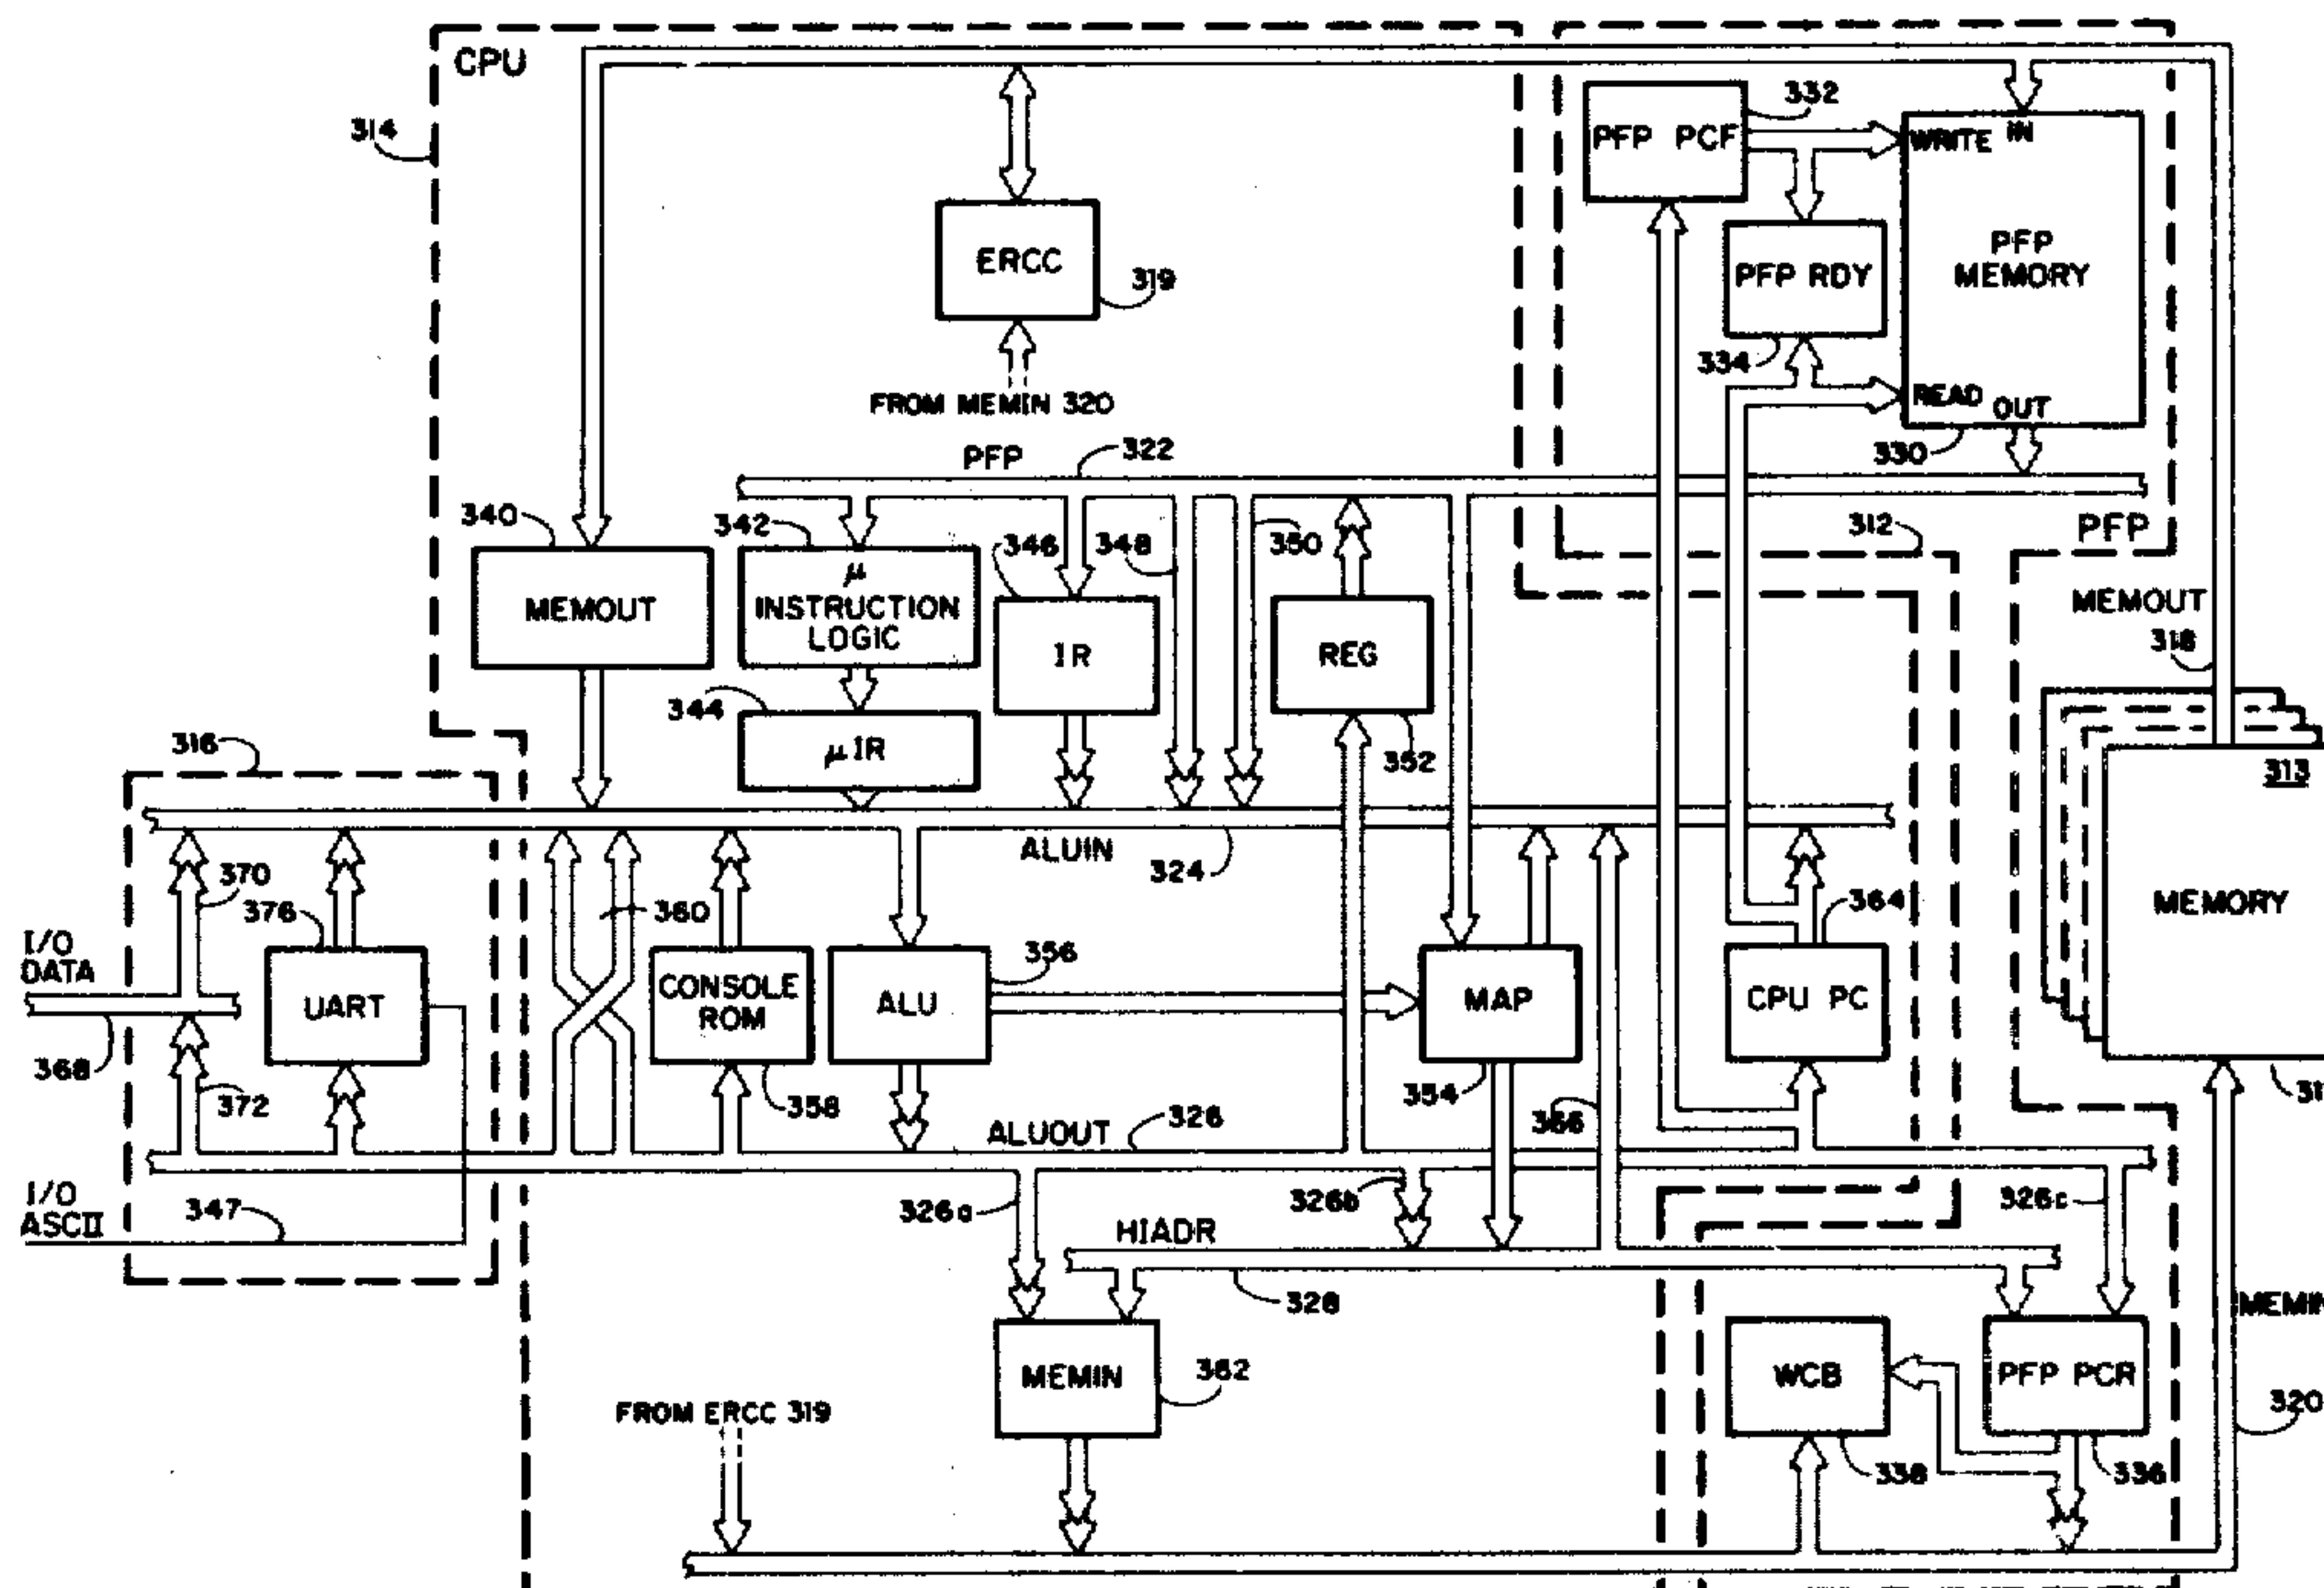 CPU
332
PFP PCF
WRITE
IN
314
PFP
MEMORY
ERCC
319
PFP RDY
334
FROM MEMIN 320
READ
OUT
PFP
322
330
340
342
346
348
350
312
PFP
MEMOUT
μ
INSTRUCTION
LOGIC
IR
REG
MEMOUT
318
344
μIR
352
316
313
ALUIN
324
370
376
360
364
MEMORY
I/O
DATA
356
UART
CONSOLE
ROM
ALU
MAP
CPU PC
368
372
358
354
366
31
ALUOUT
326
I/O
ASCII
347
326a
326b
326c
HIADR
328
MEMIN
MEMIN
362
WCB
PFP PCR
FROM ERCC 319
320
338
336